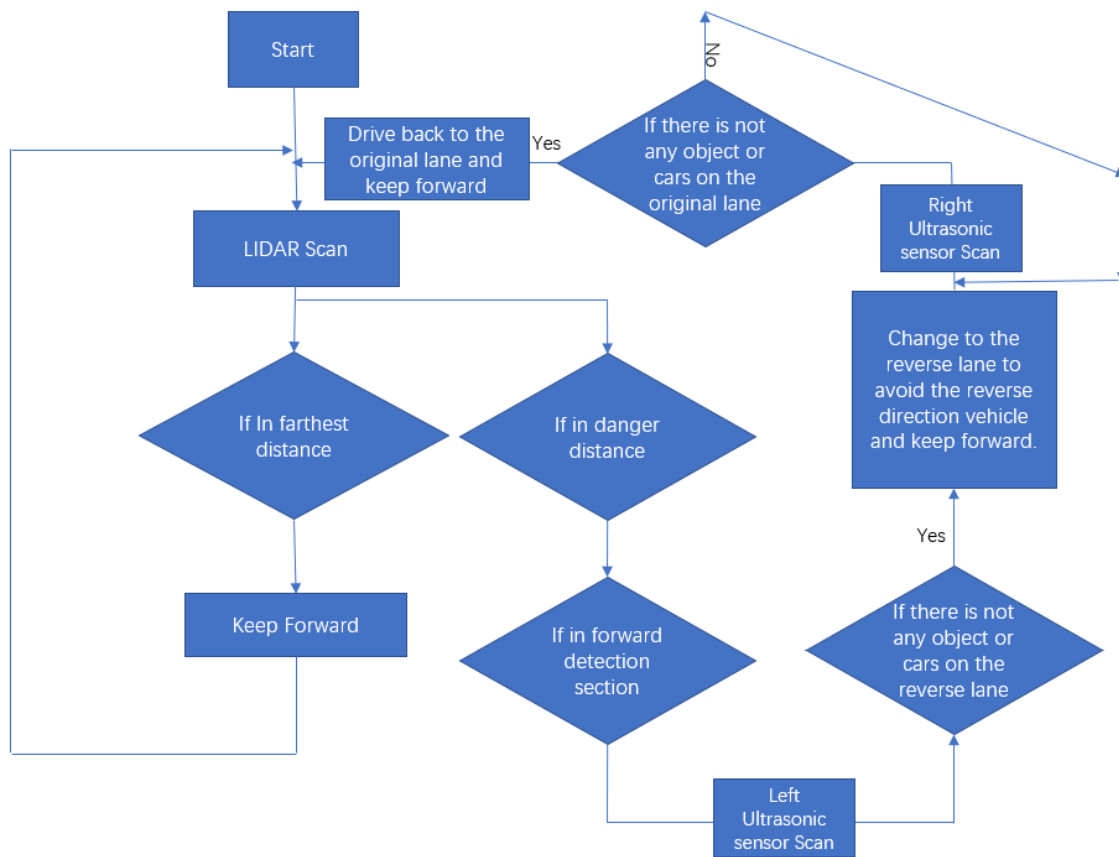 Start
No
Drive back to the
original lane and
keep forward
Yes
If there is not
any object or
cars on the
original lane
Right
Ultrasonic
sensor Scan
LIDAR Scan
Change to the
reverse lane to
avoid the reverse
direction vehicle
and keep forward.
If In farthest
distance
If in danger
distance
Yes
Keep Forward
If in forward
detection
section
If there is not
any object or
cars on the
reverse lane
Left
Ultrasonic
sensor Scan